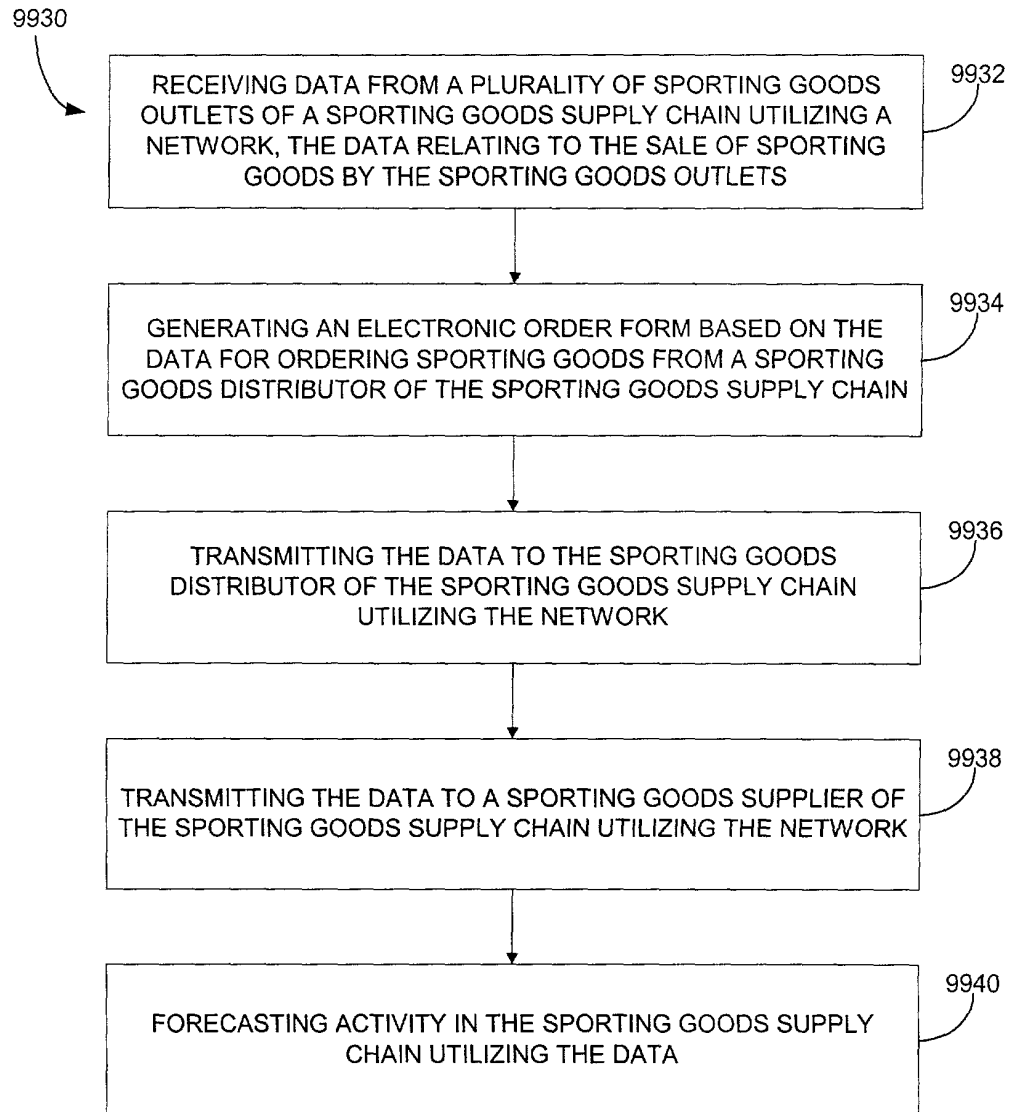 9930
RECEIVING DATA FROM A PLURALITY OF SPORTING GOODS
OUTLETS OF A SPORTING GOODS SUPPLY CHAIN UTILIZING A
NETWORK, THE DATA RELATING TO THE SALE OF SPORTING
GOODS BY THE SPORTING GOODS OUTLETS
9932
GENERATING AN ELECTRONIC ORDER FORM BASED ON THE
DATA FOR ORDERING SPORTING GOODS FROM A SPORTING
GOODS DISTRIBUTOR OF THE SPORTING GOODS SUPPLY CHAIN
9934
TRANSMITTING THE DATA TO THE SPORTING GOODS
DISTRIBUTOR OF THE SPORTING GOODS SUPPLY CHAIN
UTILIZING THE NETWORK
9936
TRANSMITTING THE DATA TO A SPORTING GOODS SUPPLIER OF
THE SPORTING GOODS SUPPLY CHAIN UTILIZING THE NETWORK
9938
FORECASTING ACTIVITY IN THE SPORTING GOODS SUPPLY
CHAIN UTILIZING THE DATA
9940